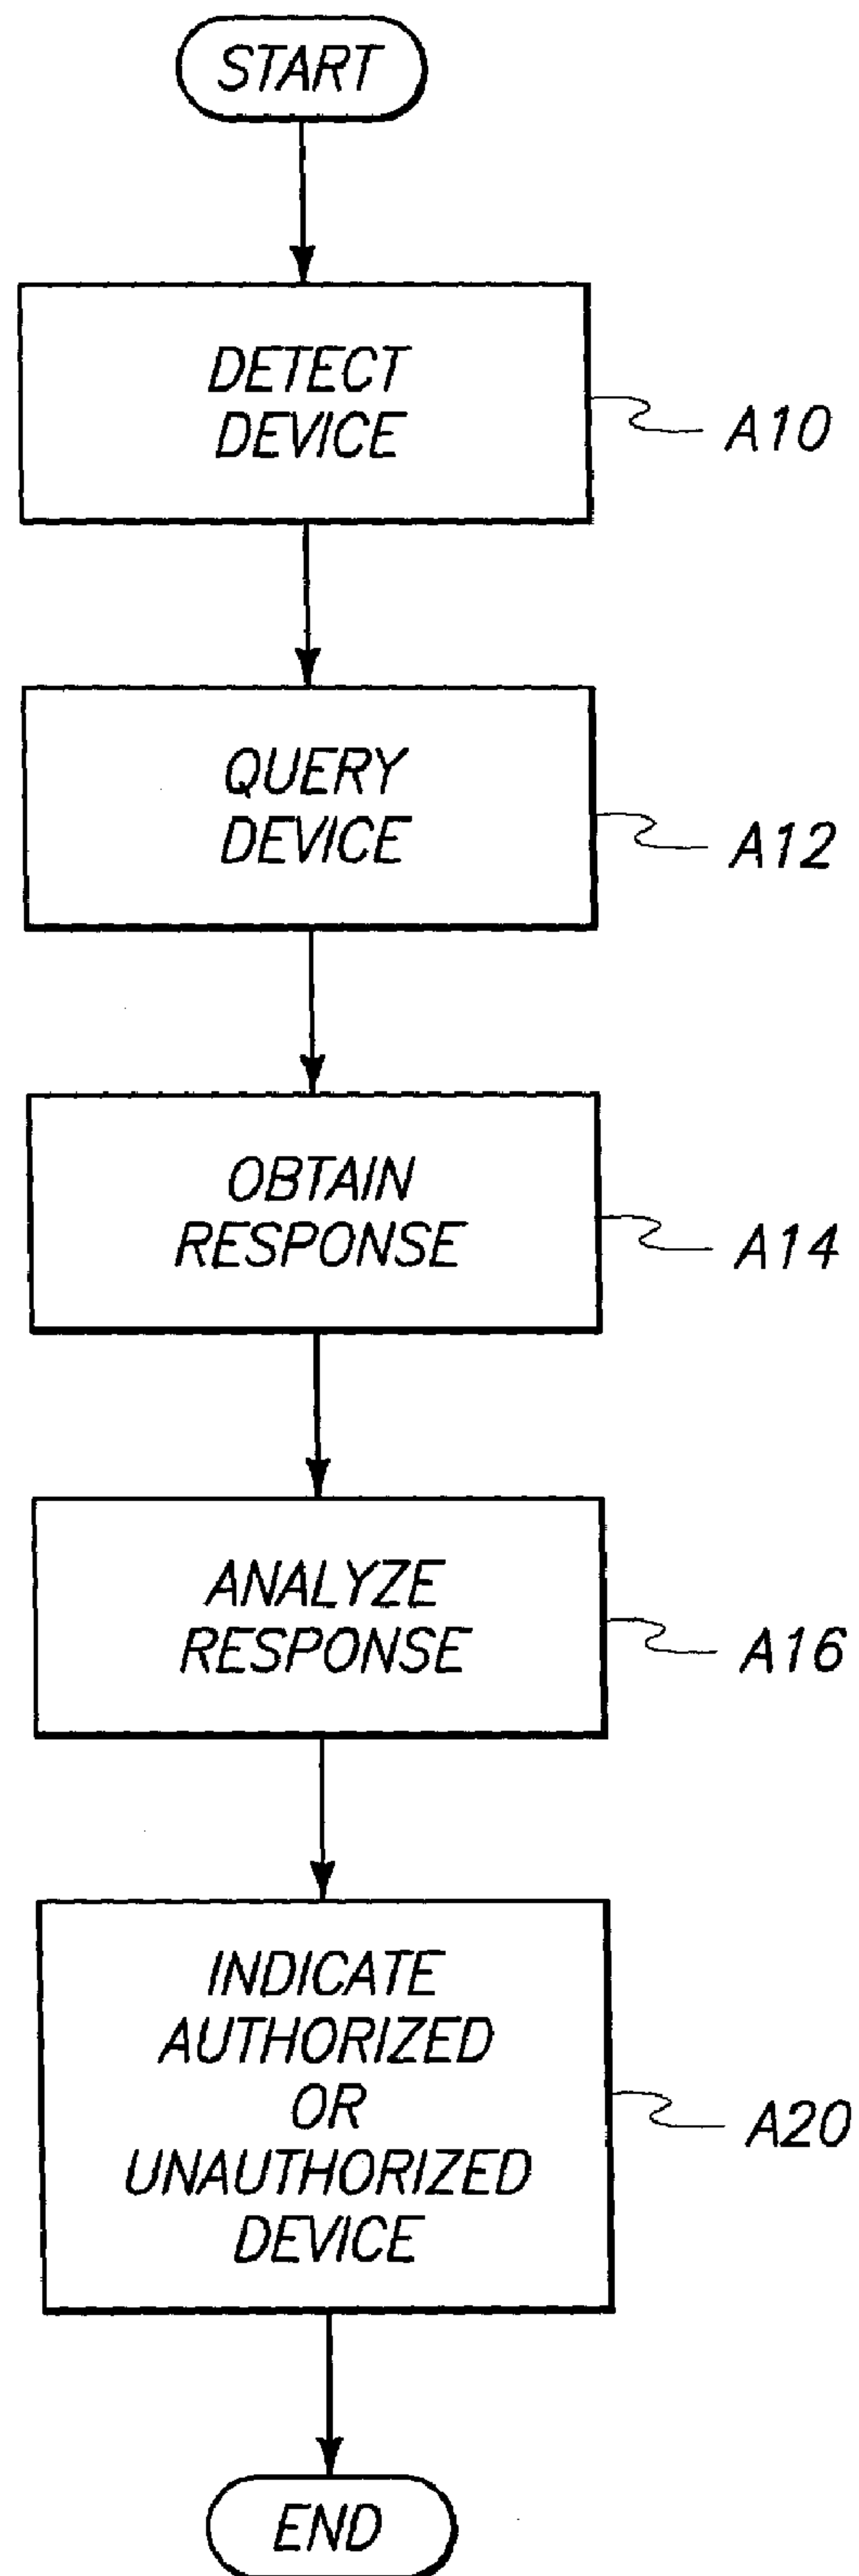 START
DETECT
DEVICE
A10
QUERY
DEVICE
A12
OBTAIN
RESPONSE
A14
ANALYZE
RESPONSE
A16
INDICATE
AUTHORIZED
OR
UNAUTHORIZED
DEVICE
A20
END